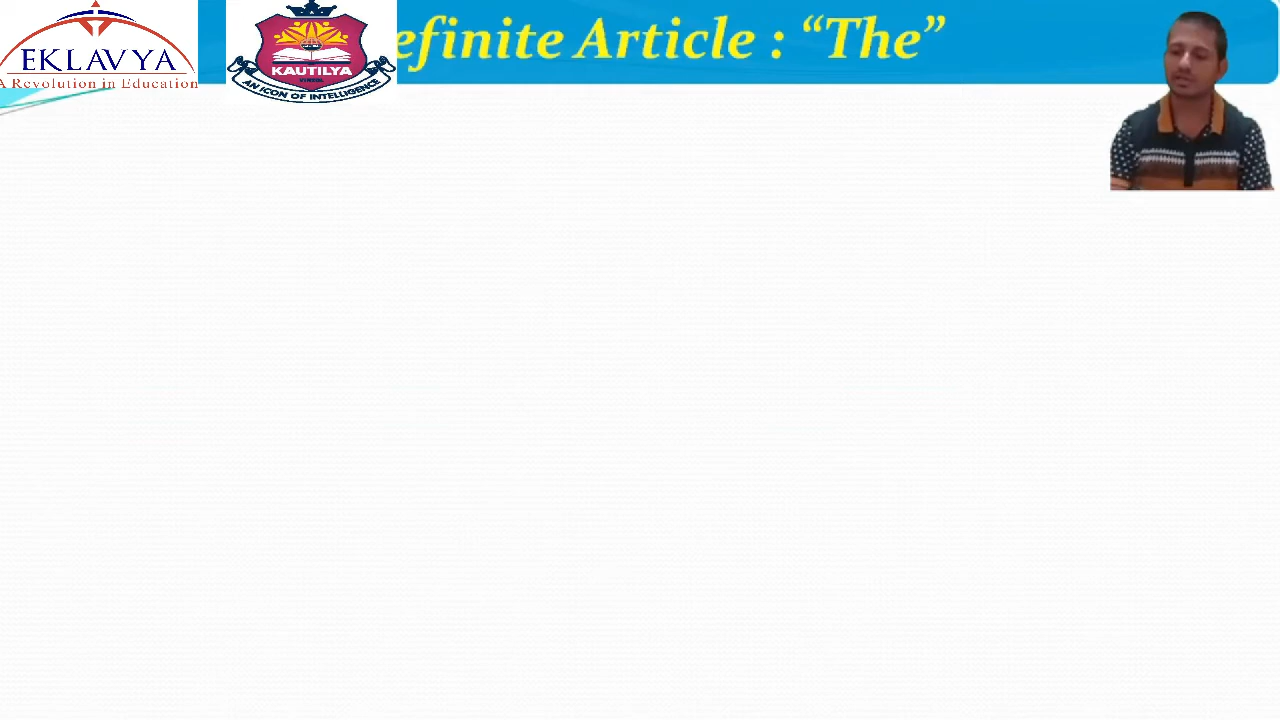 EKLAVYA
A Revolution in Education
KAUTILYA
AN ICON OF INTELLIGENCE
efinite Article : “The”